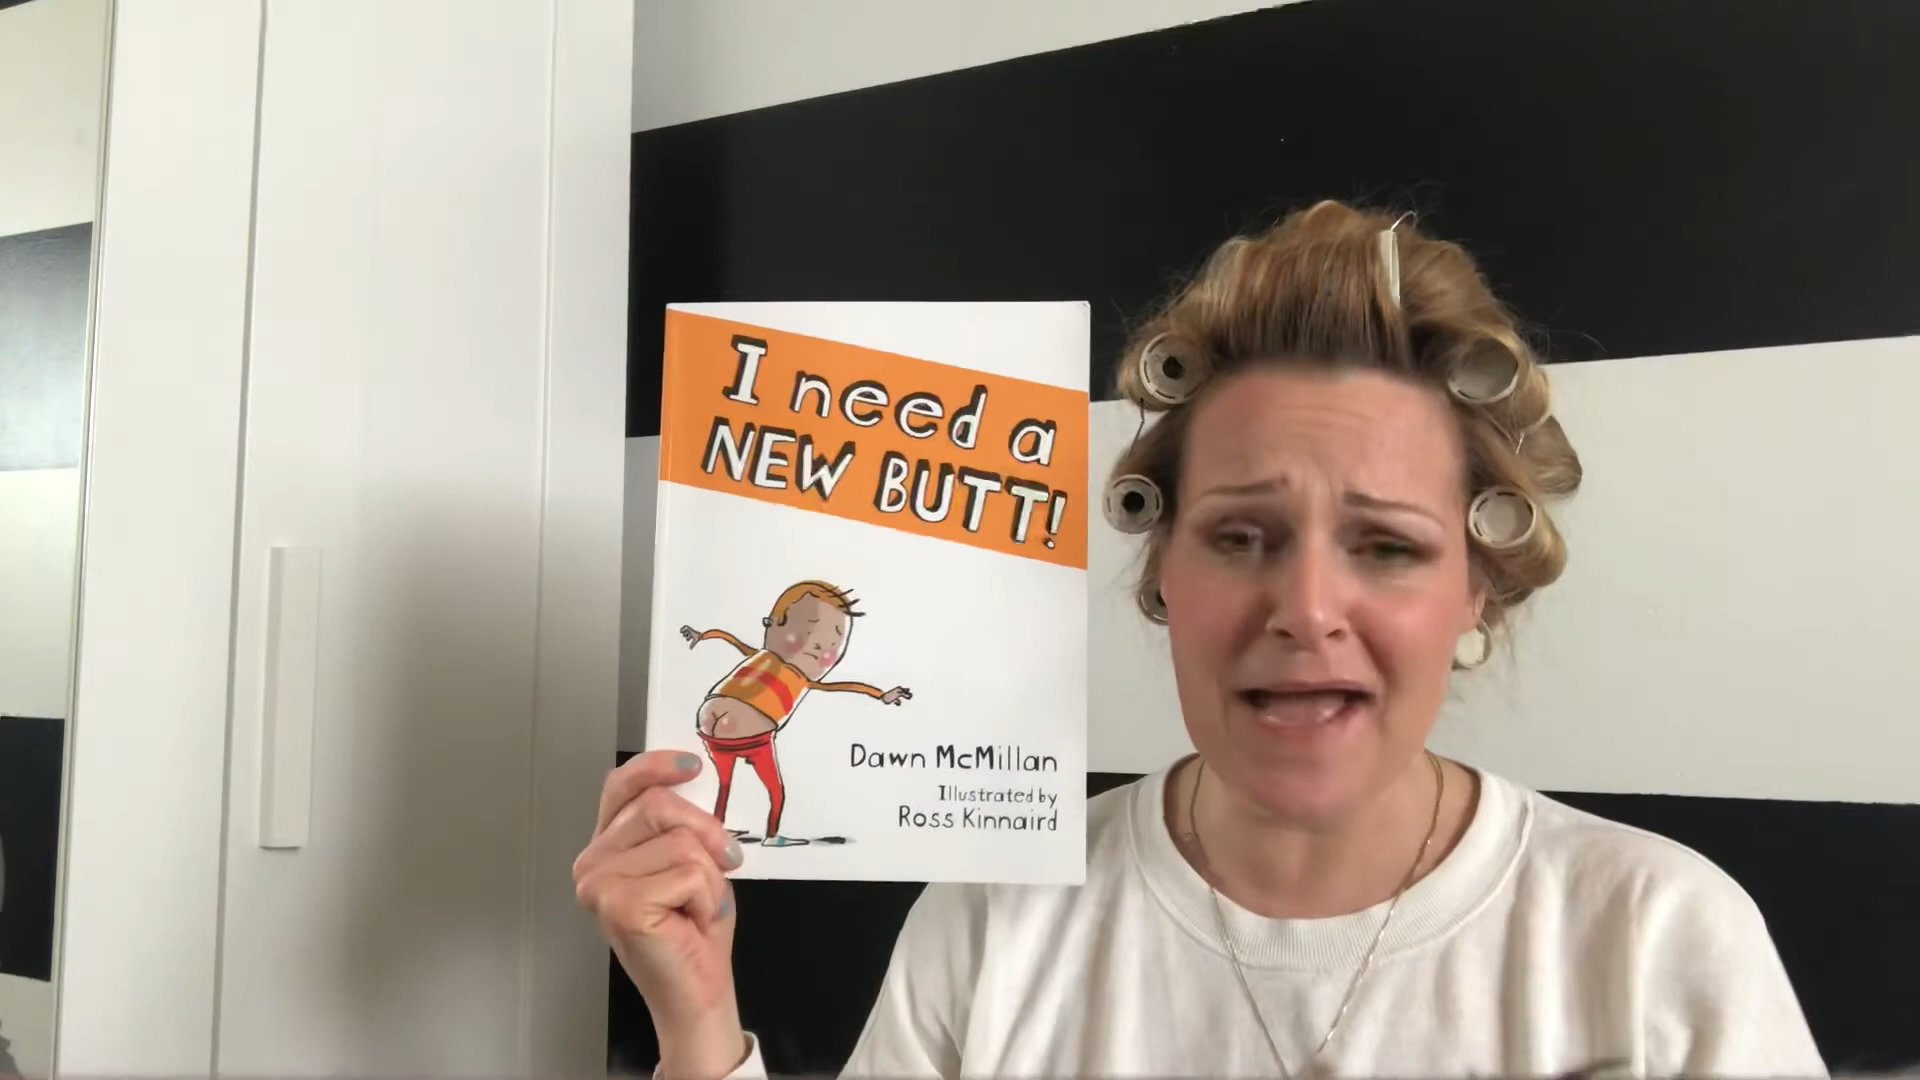 I need a
NEW BUTT!
Dawn McMillan
Illustrated by
Ross Kinnaird